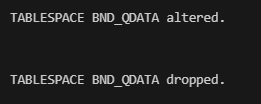 TABLESPACE BND_QDATA altered.
TABLESPACE BND_QDATA dropped.